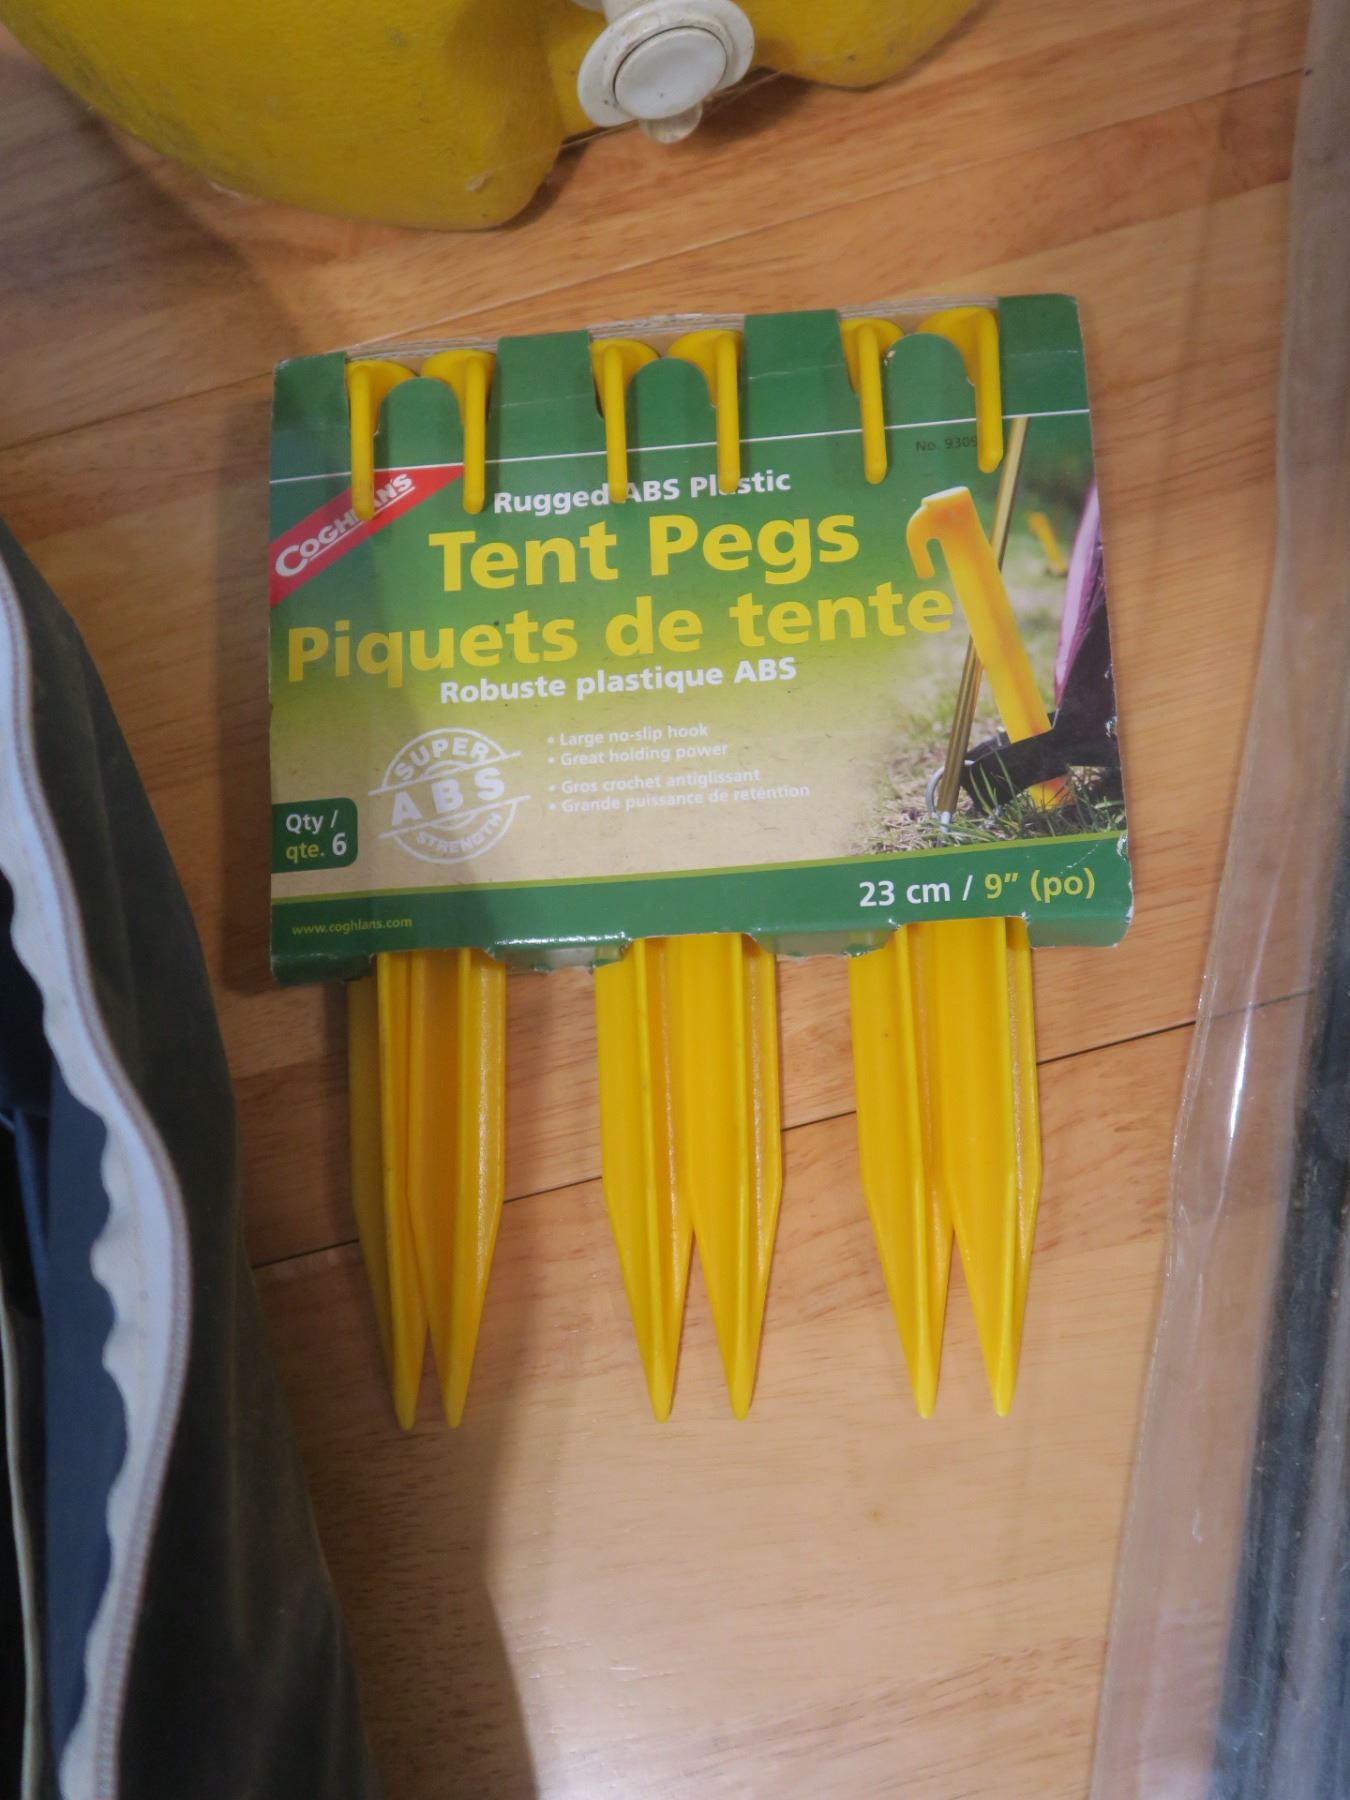 No. 9309
COGHLAN'S
Rugged ABS Plastic
Tent Pegs
Piquets de tente
Robuste plastique ABS
SUPER
ABS
STRENGTH
• Large no-slip hook
• Great holding power
• Gros crochet antiglissant
• Grande puissance de retention
Qty /
qte. 6
23 cm / 9" (po)
www.coghlans.com